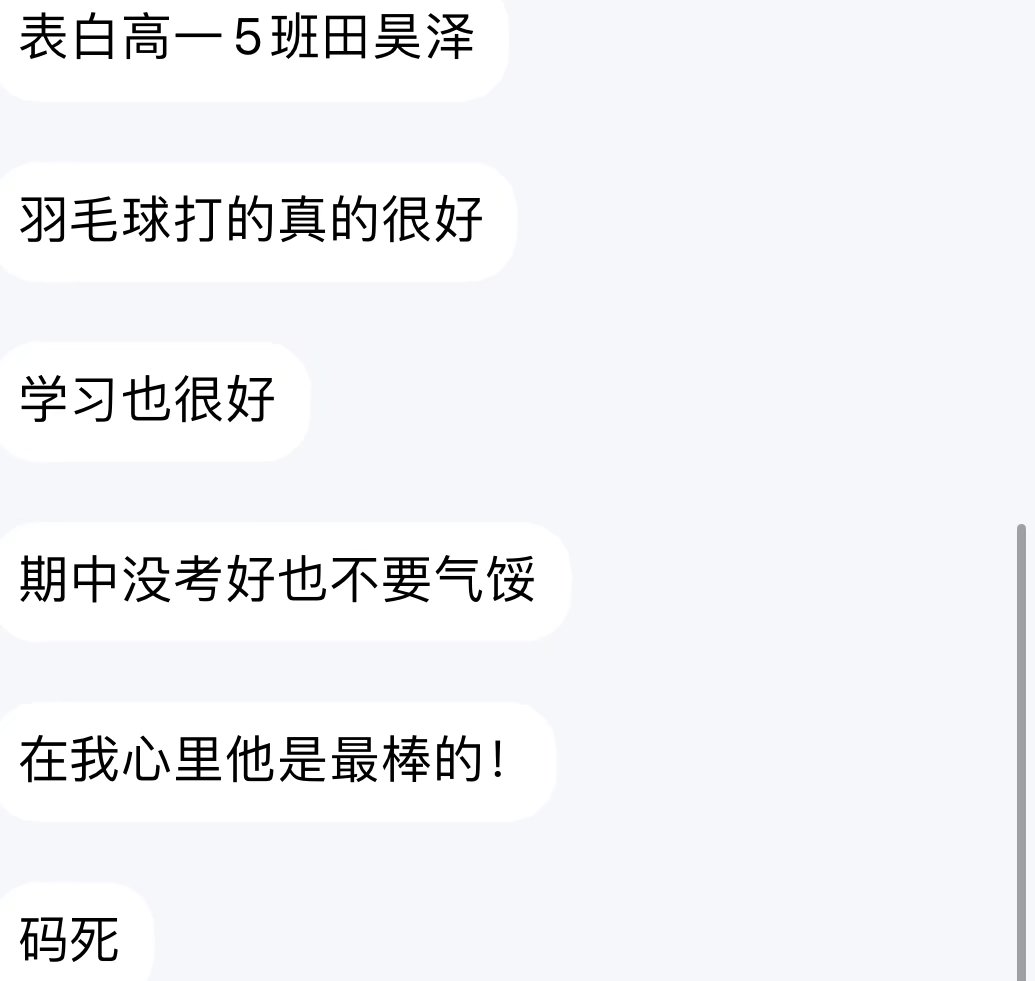 表白高一5班田昊泽
羽毛球打的真的很好
学习也很好
期中没考好也不要气馁
在我心里他是最棒的！
码死